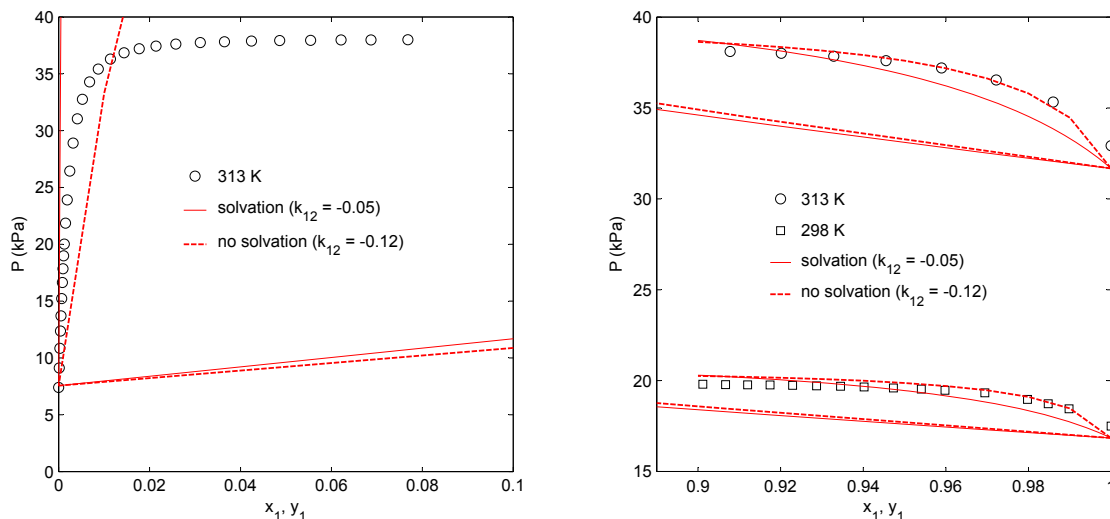 40
35
30
25
20
15
10
5
0
P (kPa)
313 K
solvation (k12 = -0.05)
no solvation (k12 = -0.12)
0
0.02
0.04
0.06
0.08
0.1
x1, y1
40
35
30
25
20
15
P (kPa)
313 K
298 K
solvation (k12 = -0.05)
no solvation (k12 = -0.12)
0.9
0.92
0.94
0.96
0.98
1
x1, y1